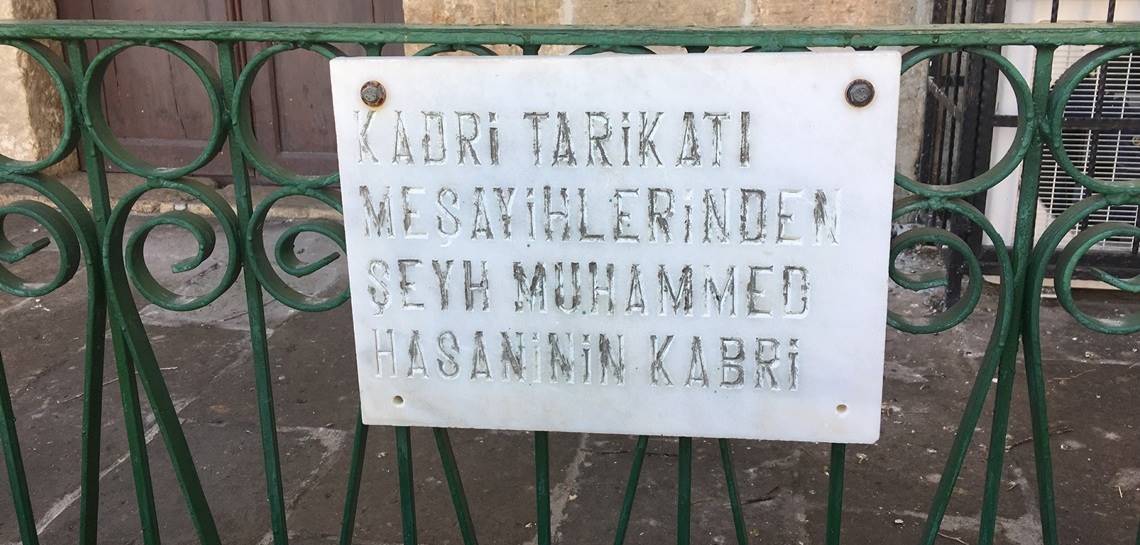 KADRİ TARİKATI
MEŞAYİHLERİNDEN
ŞEYH MUHAMMED
HASANİNİN KABRİ